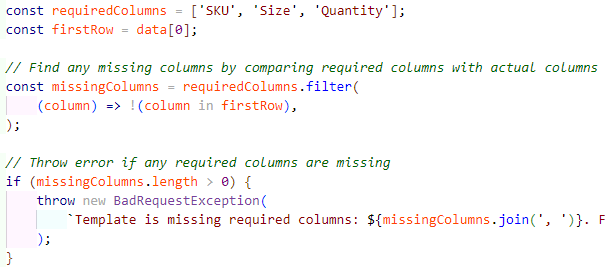 const requiredColumns = ['SKU', 'Size', 'Quantity'];
const firstRow = data[0];
// Find any missing columns by comparing required columns with actual columns
const missingColumns = requiredColumns.filter(
(column) => !(column in firstRow),
);
// Throw error if any required columns are missing
if (missingColumns.length > 0) {
throw new BadRequestException(
`Template is missing required columns: ${missingColumns.join(', ')}. F
);
}